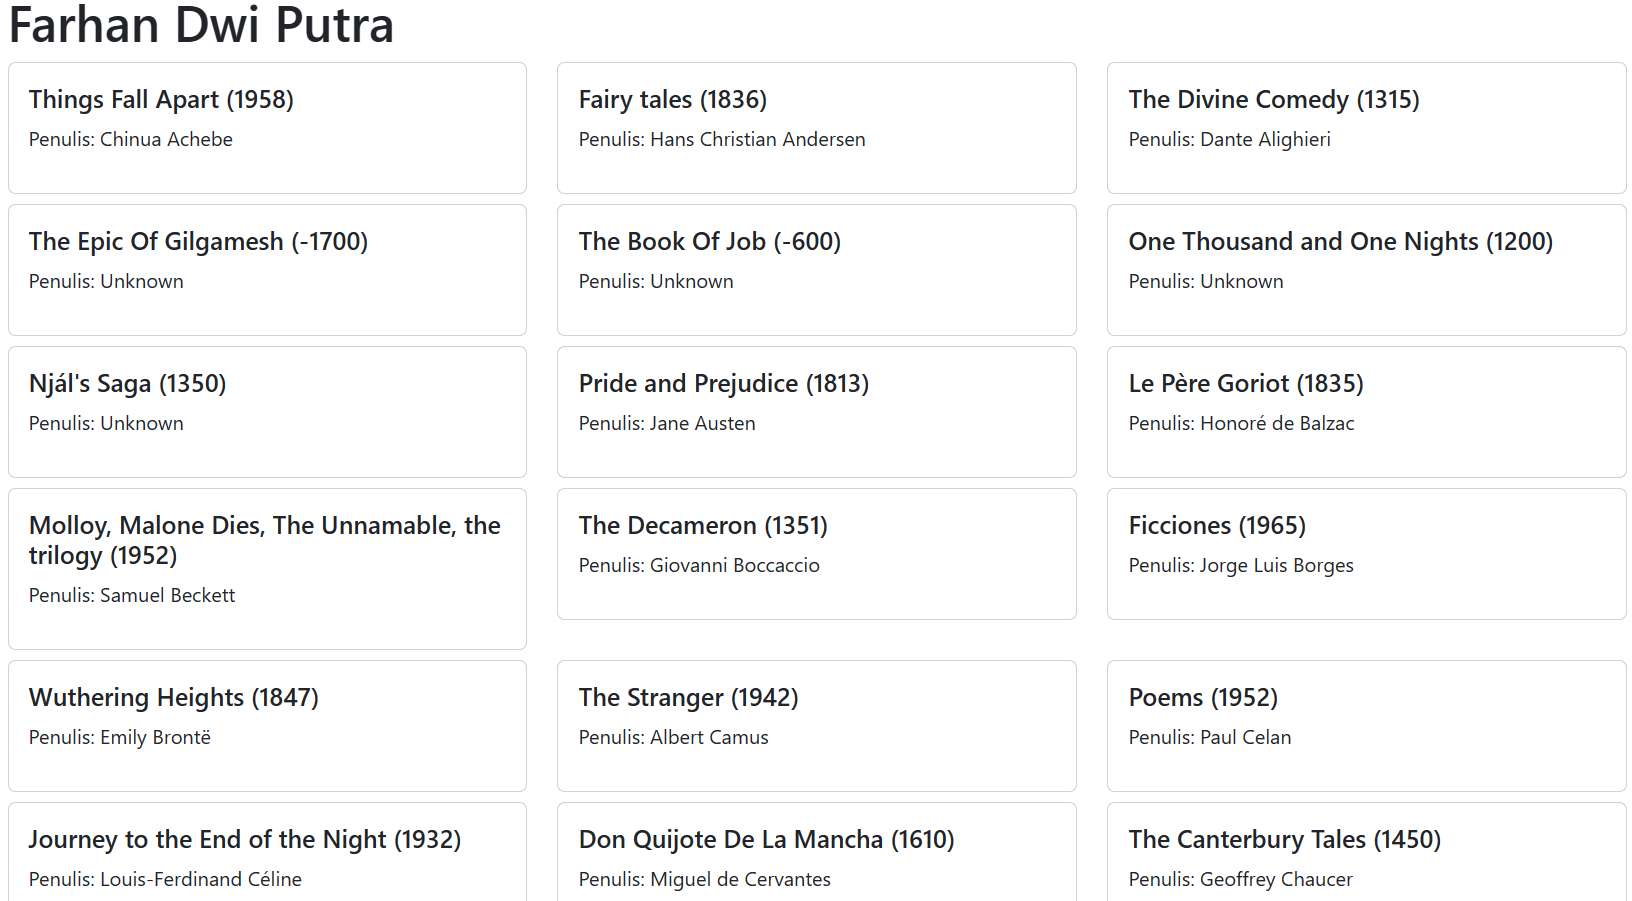 Farhan Dwi Putra
Things Fall Apart (1958)
Penulis: Chinua Achebe
Fairy tales (1836)
Penulis: Hans Christian Andersen
The Divine Comedy (1315)
Penulis: Dante Alighieri
The Epic Of Gilgamesh (-1700)
Penulis: Unknown
The Book Of Job (-600)
Penulis: Unknown
One Thousand and One Nights (1200)
Penulis: Unknown
Njál's Saga (1350)
Penulis: Unknown
Pride and Prejudice (1813)
Penulis: Jane Austen
Le Père Goriot (1835)
Penulis: Honoré de Balzac
Molloy, Malone Dies, The Unnamable, the
trilogy (1952)
Penulis: Samuel Beckett
The Decameron (1351)
Penulis: Giovanni Boccaccio
Ficciones (1965)
Penulis: Jorge Luis Borges
Wuthering Heights (1847)
Penulis: Emily Brontë
The Stranger (1942)
Penulis: Albert Camus
Poems (1952)
Penulis: Paul Celan
Journey to the End of the Night (1932)
Penulis: Louis-Ferdinand Céline
Don Quijote De La Mancha (1610)
Penulis: Miguel de Cervantes
The Canterbury Tales (1450)
Penulis: Geoffrey Chaucer